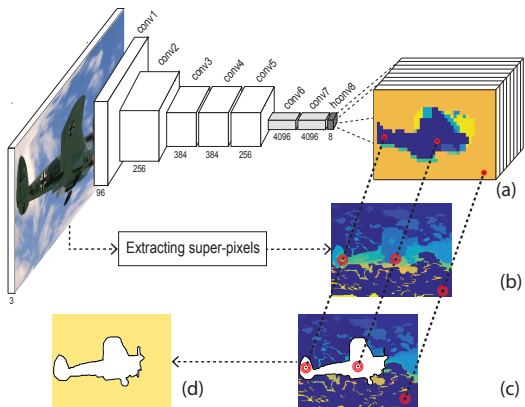 conv1
conv2
conv3
conv4
conv5
conv6
conv7
hconv8
3
96
256
384
384
256
4096
4096
8
(a)
Extracting super-pixels
(b)
(c)
(d)